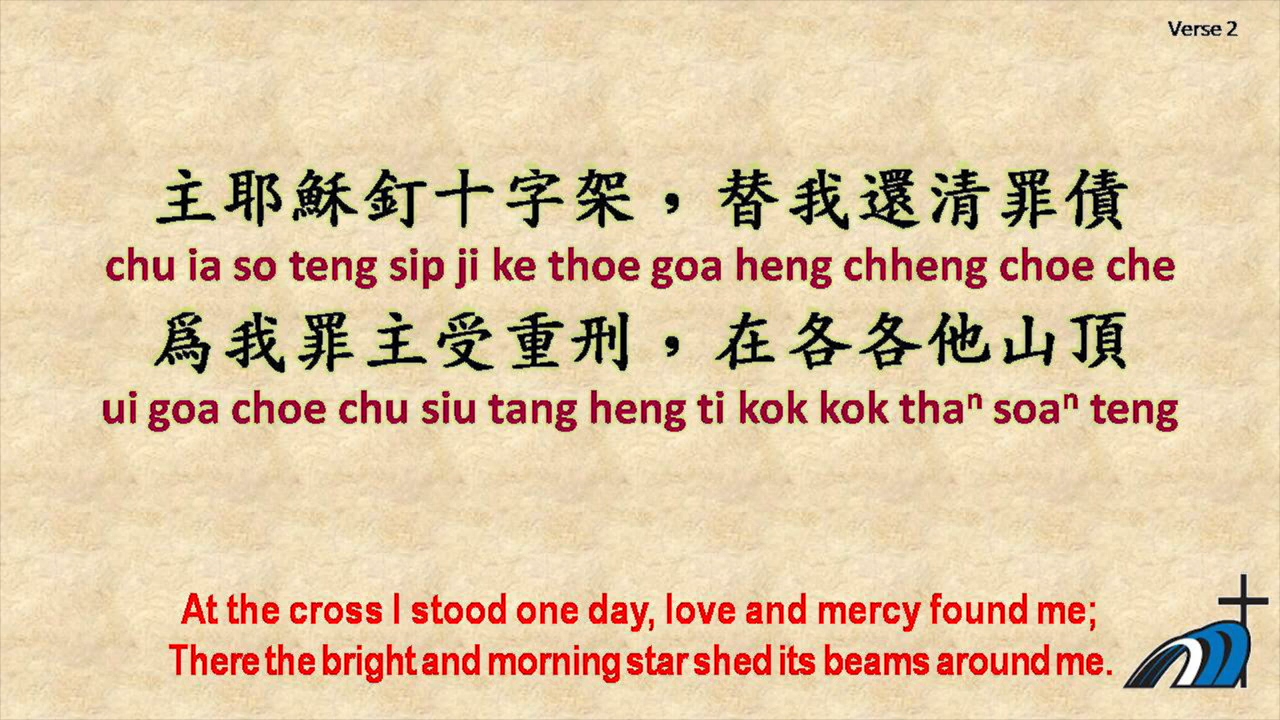 Verse 2
主耶穌釘十字架，替我還清罪債
chu ia so teng sip ji ke thoe goa heng chheng choe che
爲我罪主受重刑，在各各他山頂
ui goa choe chu siu tang heng ti kok kok thaⁿ soaⁿ teng
At the cross I stood one day, love and mercy found me;
There the bright and morning star shed its beams around me.